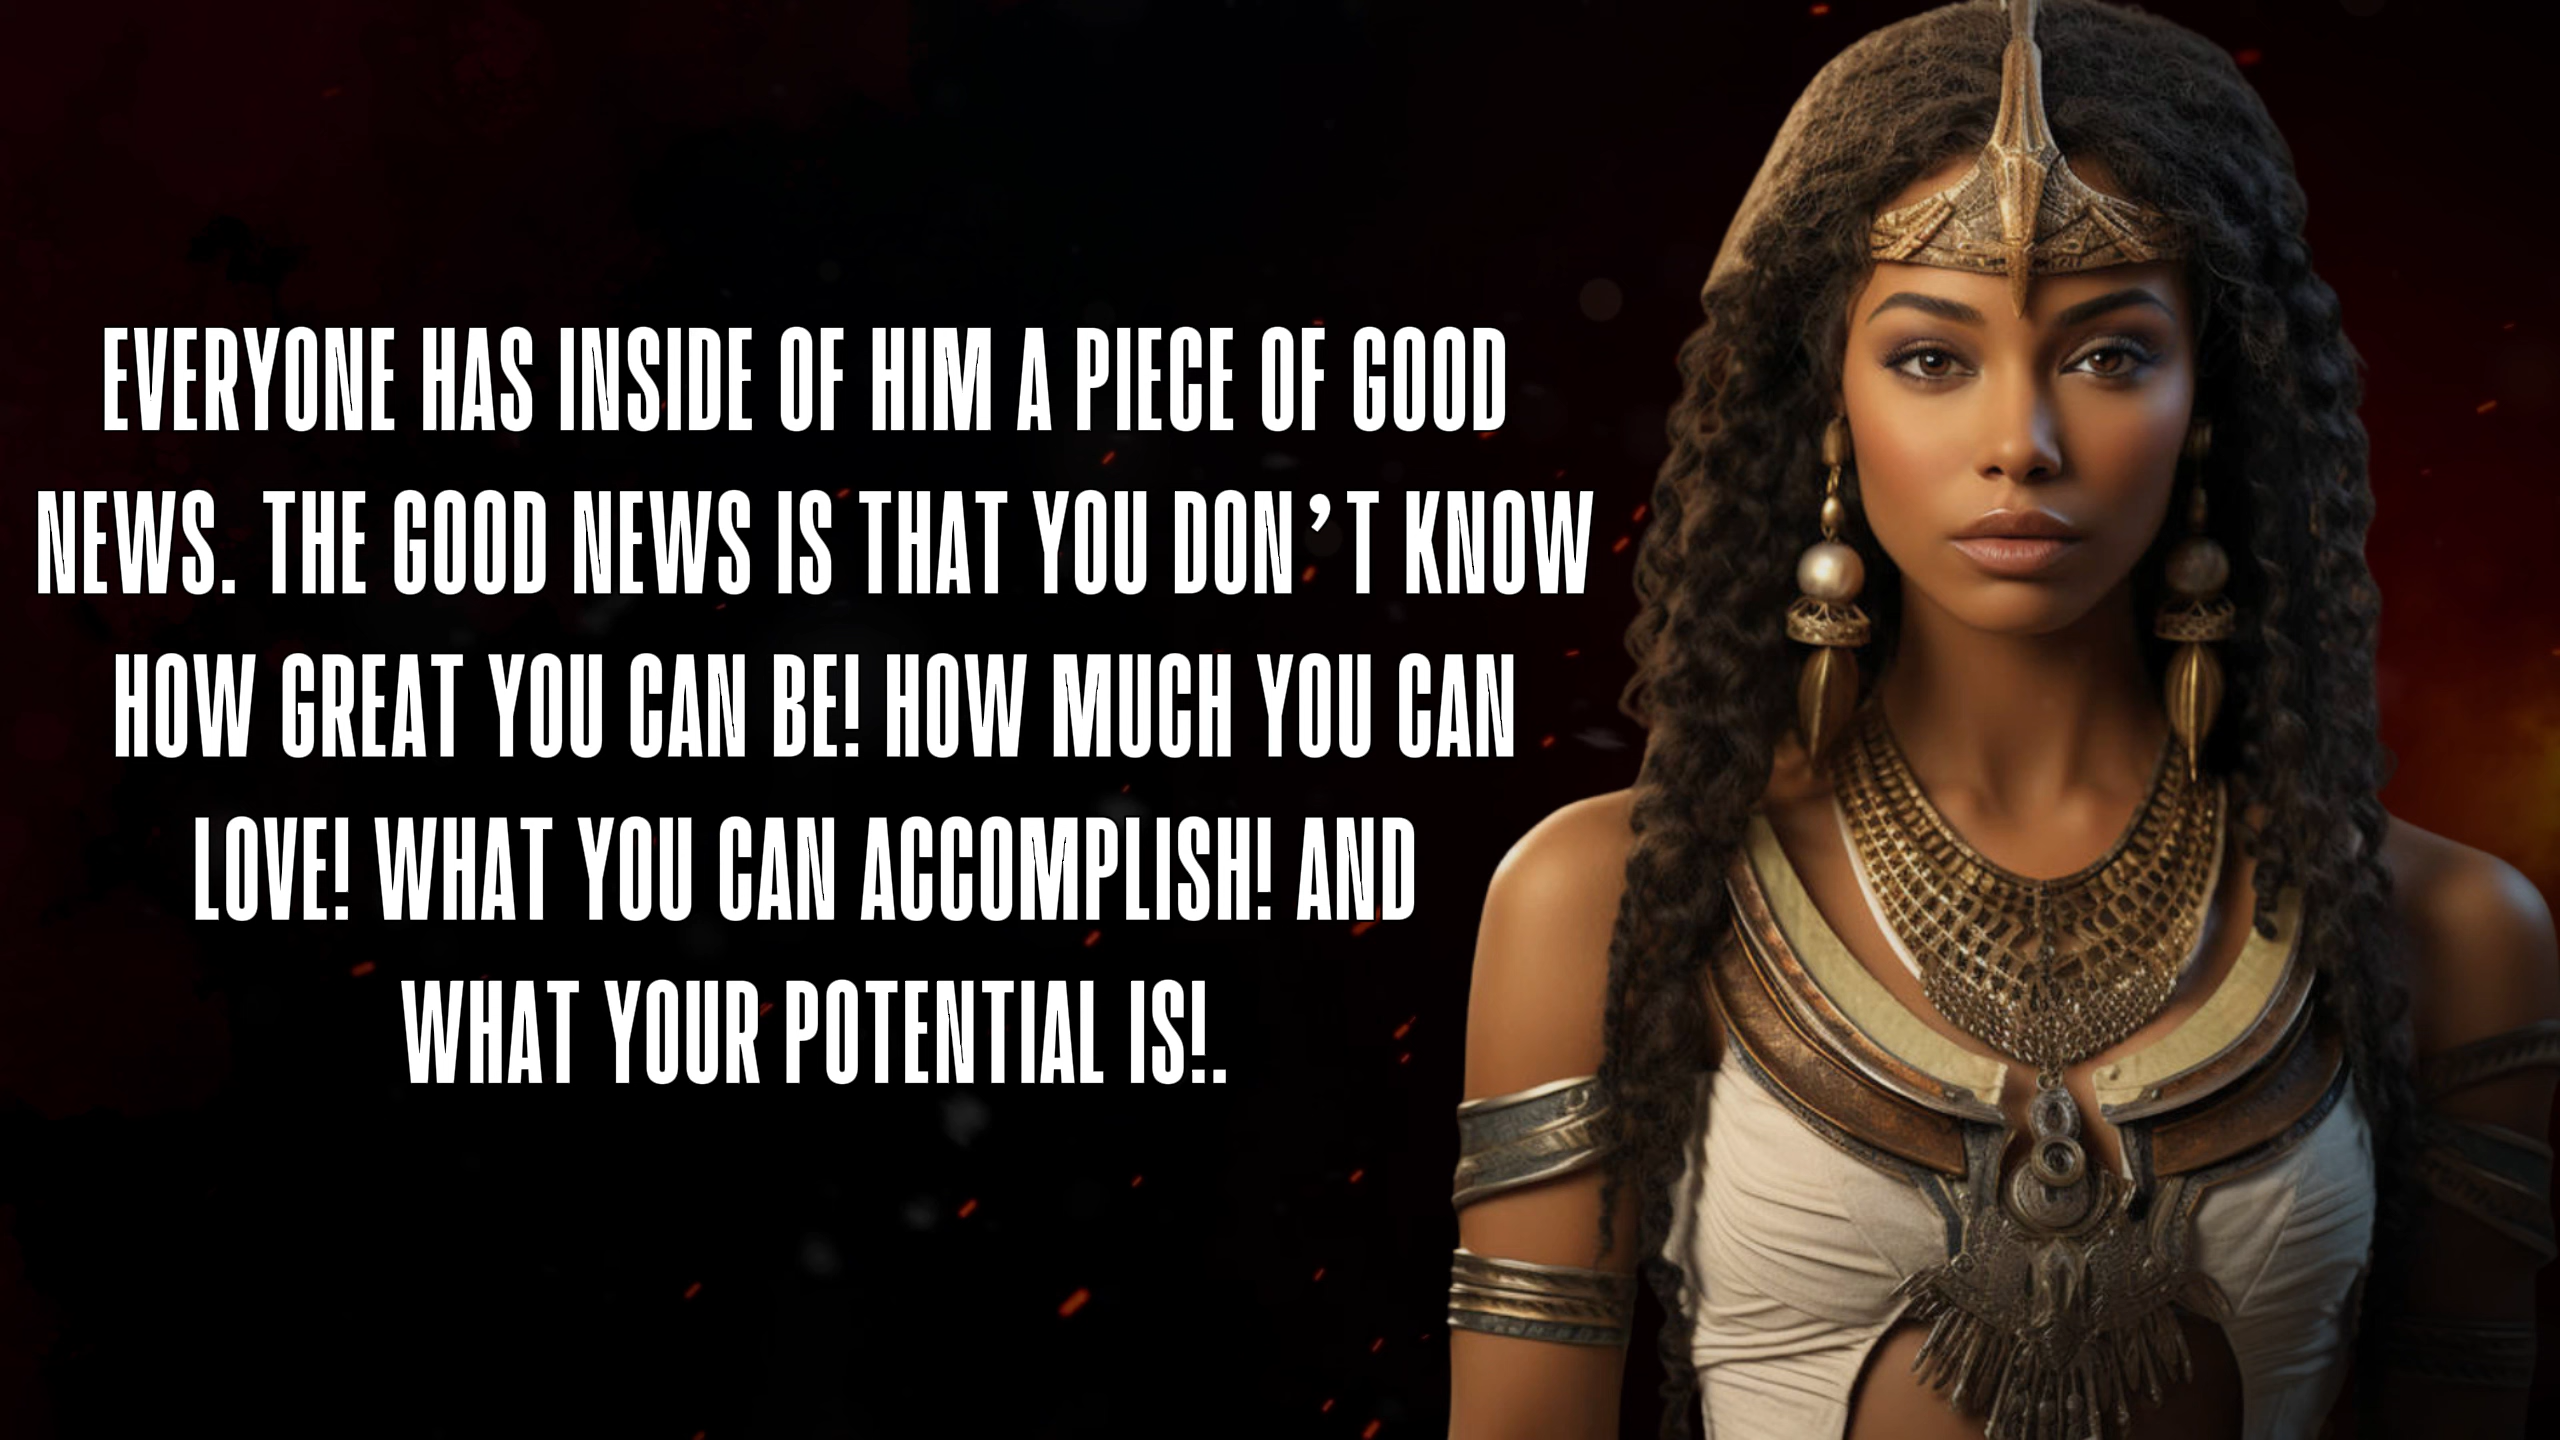 EVERYONE HAS INSIDE OF HIM A PIECE OF GOOD
NEWS. THE GOOD NEWS IS THAT YOU DON’T KNOW
HOW GREAT YOU CAN BE! HOW MUCH YOU CAN
LOVE! WHAT YOU CAN ACCOMPLISH! AND
WHAT YOUR POTENTIAL IS!.